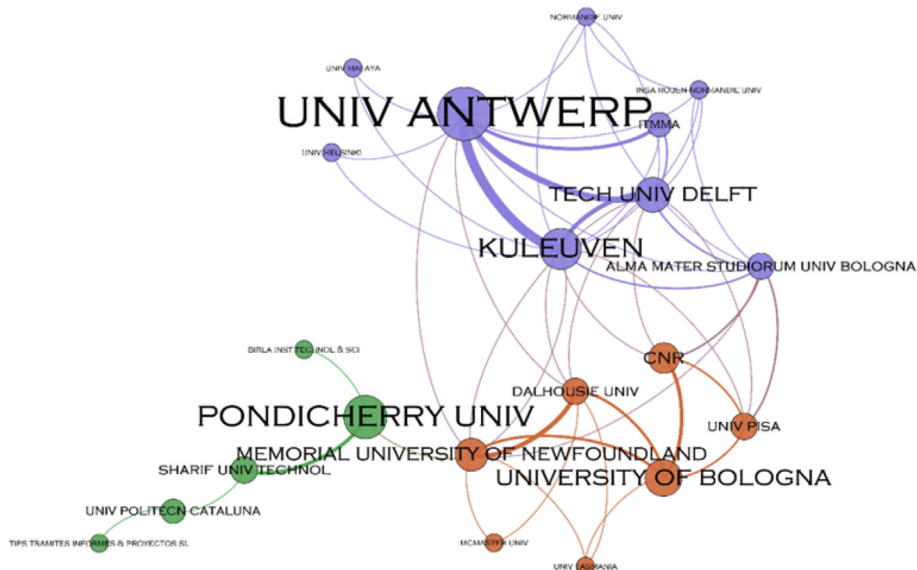 NORMANDIE UNIV
UNIV MALAYA
INSA ROUEN NORMANDIE UNIV
UNIV ANTWERP
ITMMA
UNIV HELSINKI
TECH UNIV DELFT
KULEUVEN
ALMA MATER STUDIORUM UNIV BOLOGNA
BIRLA INST TECHNOL & SCI
CNR
DALHOUSIE UNIV
PONDICHERRY UNIV
UNIV PISA
MEMORIAL UNIVERSITY OF NEWFOUNDLAND
SHARIF UNIV TECHNOL
UNIVERSITY OF BOLOGNA
UNIV POLITECN CATALUNA
TIPS TRAMITES INFORMES & PROYECTOS SL
MCMASTER UNIV
UNIV TASMANIA